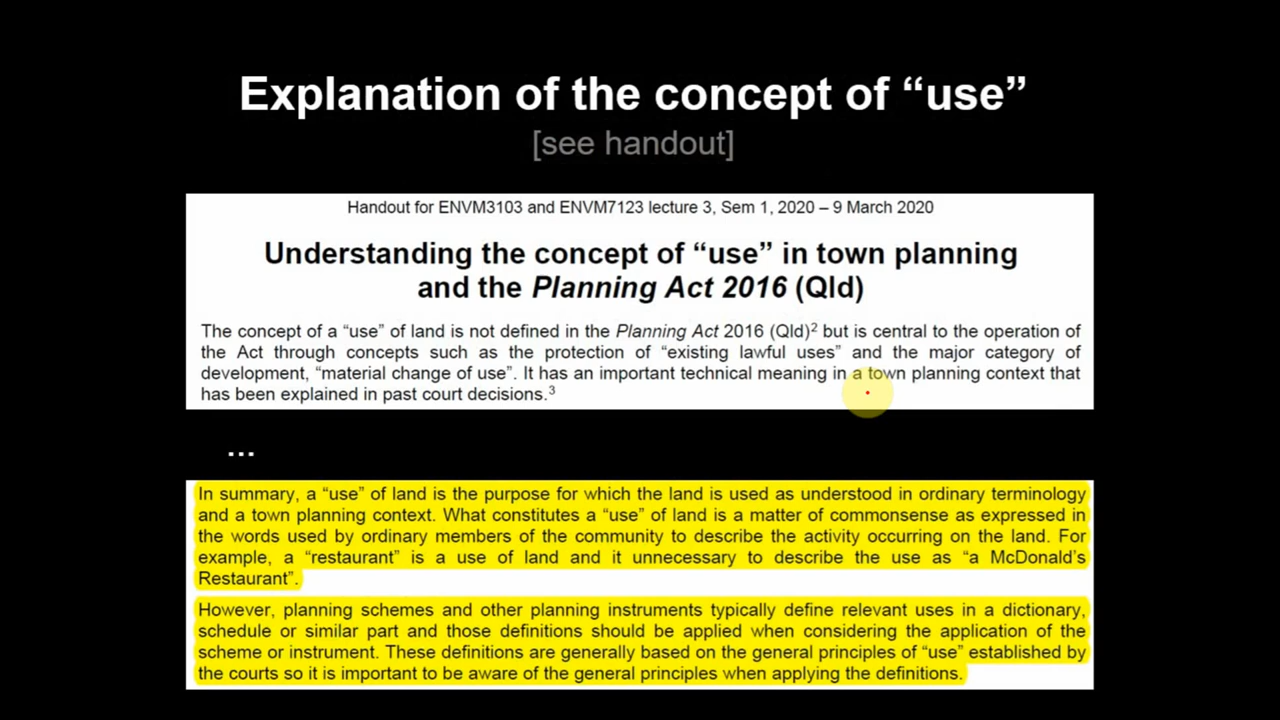 Explanation of the concept of “use”
[see handout]
Handout for ENVM3103 and ENVM7123 lecture 3, Sem 1, 2020 – 9 March 2020
Understanding the concept of “use” in town planning
and the Planning Act 2016 (Qld)
The concept of a “use” of land is not defined in the Planning Act 2016 (Qld)² but is central to the operation of
the Act through concepts such as the protection of “existing lawful uses” and the major category of
development, “material change of use”. It has an important technical meaning in a town planning context that
has been explained in past court decisions.³
...
In summary, a “use” of land is the purpose for which the land is used as understood in ordinary terminology
and a town planning context. What constitutes a “use” of land is a matter of commonsense as expressed in
the words used by ordinary members of the community to describe the activity occurring on the land. For
example, a “restaurant” is a use of land and it unnecessary to describe the use as “a McDonald’s
Restaurant”.
However, planning schemes and other planning instruments typically define relevant uses in a dictionary,
schedule or similar part and those definitions should be applied when considering the application of the
scheme or instrument. These definitions are generally based on the general principles of “use” established by
the courts so it is important to be aware of the general principles when applying the definitions.